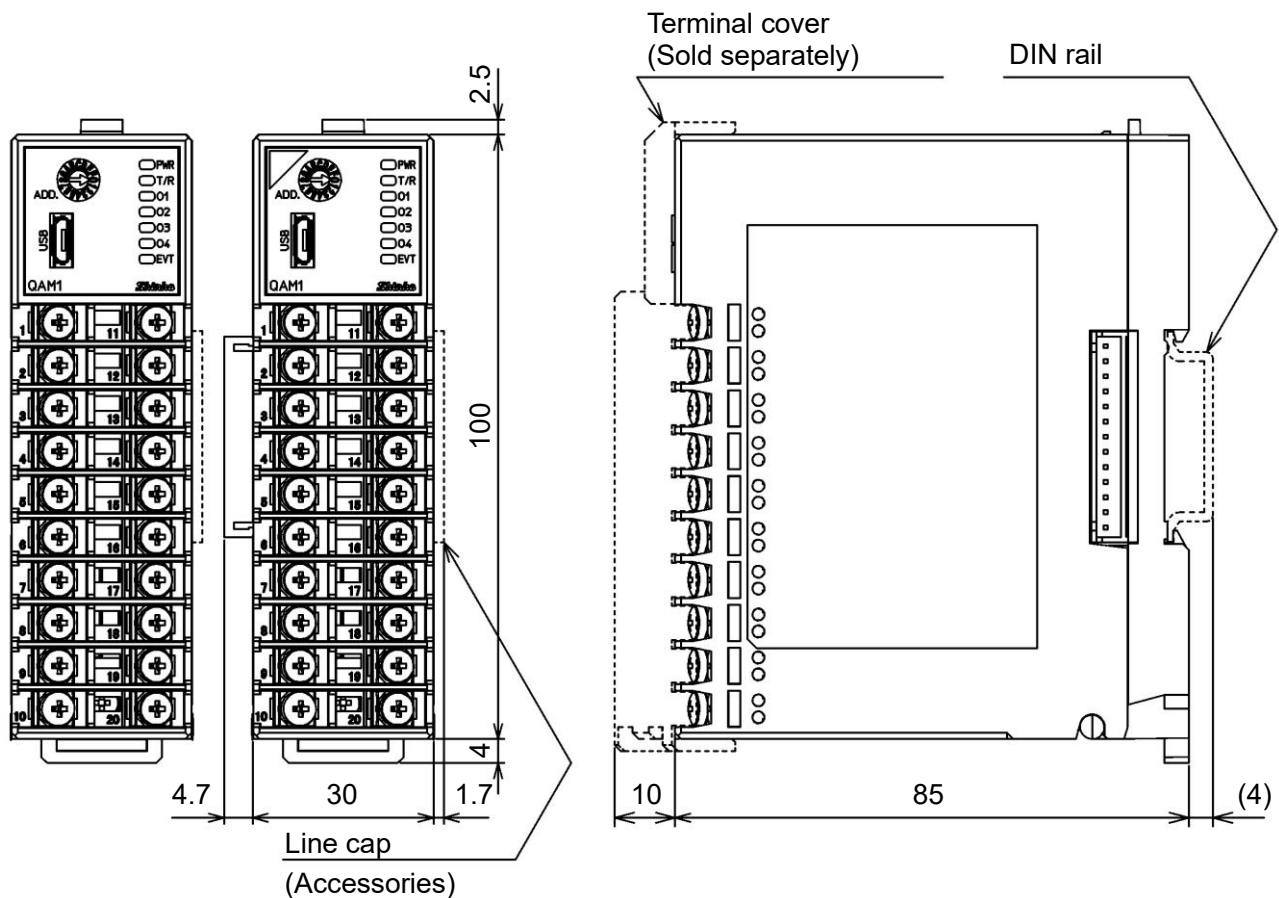 Terminal cover
(Sold separately)
DIN rail
2.5
PWR
T/R
ADD.
O1
O2
O3
USB
O4
EVT
QAM1
Shinko
PWR
T/R
ADD.
O1
O2
O3
USB
O4
EVT
QAM1
Shinko
1 11
2 12
3 13
4 14
5 15
6 16
7 17
8 18
9 19
10 20
1 11
2 12
3 13
4 14
5 15
6 16
7 17
8 18
9 19
10 20
100
4
4.7
30
1.7
10
85
(4)
Line cap
(Accessories)